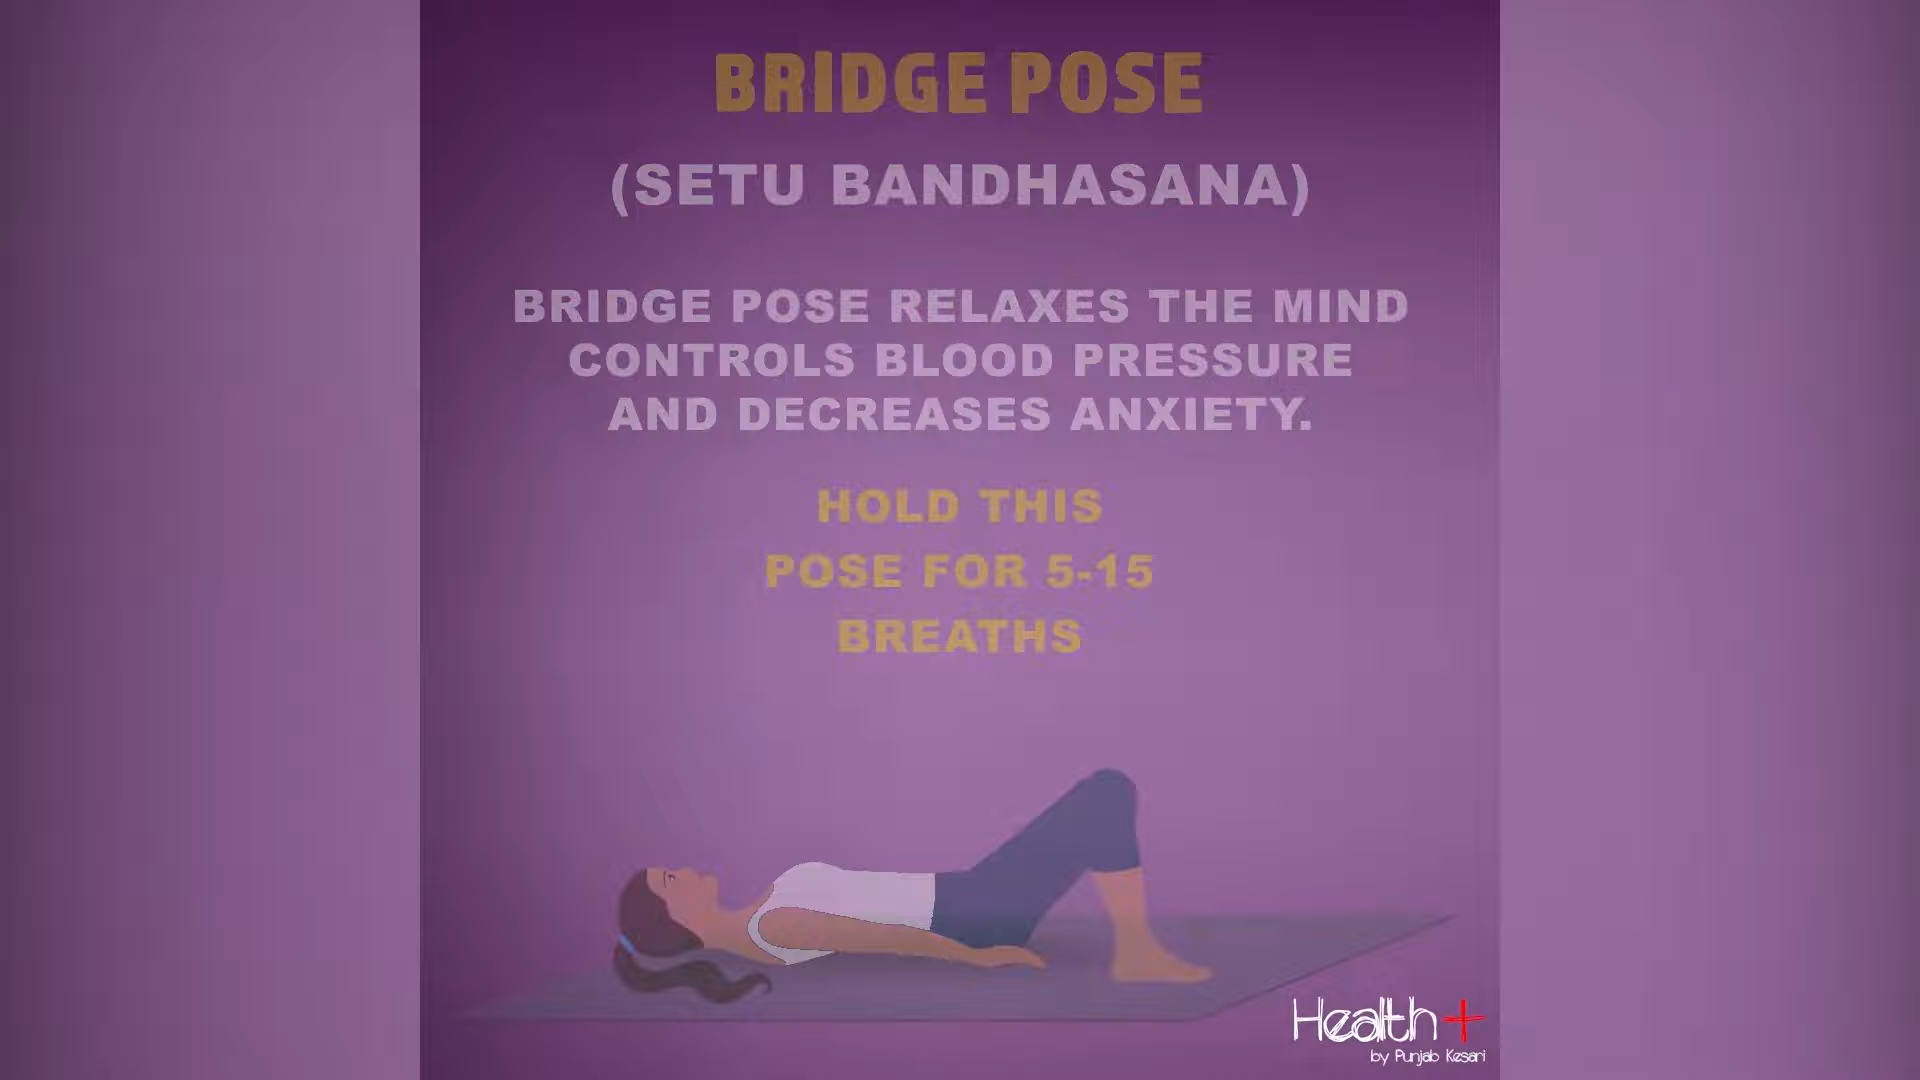 BRIDGE POSE
(SETU BANDHASANA)
BRIDGE POSE RELAXES THE MIND
CONTROLS BLOOD PRESSURE
AND DECREASES ANXIETY.
HOLD THIS
POSE FOR 5-15
BREATHS
Health+
by Punjab Kesari